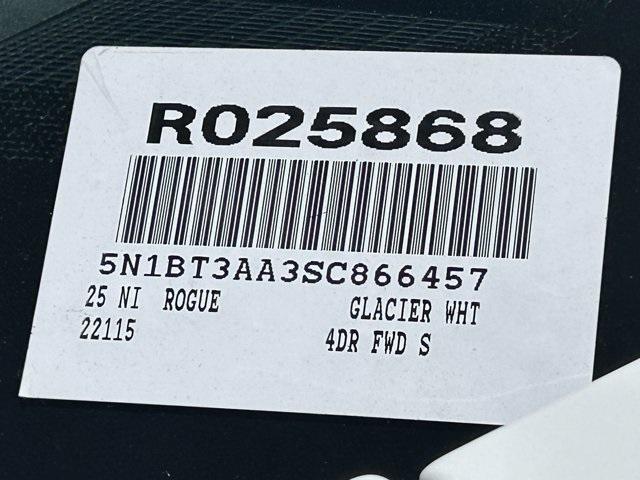 R025868
5N1BT3AA3SC866457
25 NI ROGUE GLACIER WHT
22115 4DR FWD S